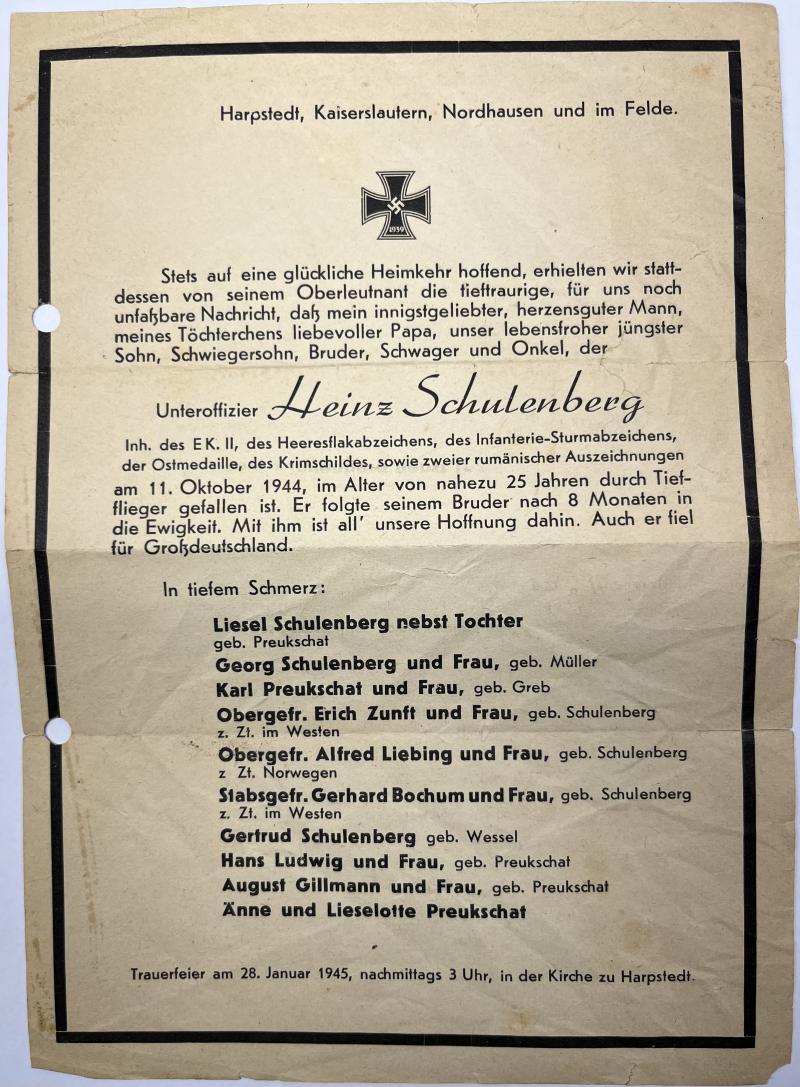 Harpstedt, Kaiserslautern, Nordhausen und im Felde.
1939
Stets auf eine glückliche Heimkehr hoffend, erhielten wir statt-
dessen von seinem Oberleutnant die tieftraurige, für uns noch
unfaßbare Nachricht, daß mein innigstgeliebter, herzensguter Mann,
meines Töchterchens liebevoller Papa, unser lebensfroher jüngster
Sohn, Schwiegersohn, Bruder, Schwager und Onkel, der
Unteroffizier Heinz Schulenberg
Inh. des E K. II, des Heeresflakabzeichens, des Infanterie-Sturmabzeichens,
der Ostmedaille, des Krimschildes, sowie zweier rumänischer Auszeichnungen
am 11. Oktober 1944, im Alter von nahezu 25 Jahren durch Tief-
flieger gefallen ist. Er folgte seinem Bruder nach 8 Monaten in
die Ewigkeit. Mit ihm ist all' unsere Hoffnung dahin. Auch er fiel
für Großdeutschland.
In tiefem Schmerz:
Liesel Schulenberg nebst Tochter
geb. Preukschat
Georg Schulenberg und Frau, geb. Müller
Karl Preukschat und Frau, geb. Greb
Obergefr. Erich Zunft und Frau, geb. Schulenberg
z. Zt. im Westen
Obergefr. Alfred Liebing und Frau, geb. Schulenberg
z Zt. Norwegen
Stabsgefr. Gerhard Bochum und Frau, geb. Schulenberg
z. Zt. im Westen
Gertrud Schulenberg geb. Wessel
Hans Ludwig und Frau, geb. Preukschat
August Gillmann und Frau, geb. Preukschat
Änne und Lieselotte Preukschat
Trauerfeier am 28. Januar 1945, nachmittags 3 Uhr, in der Kirche zu Harpstedt.